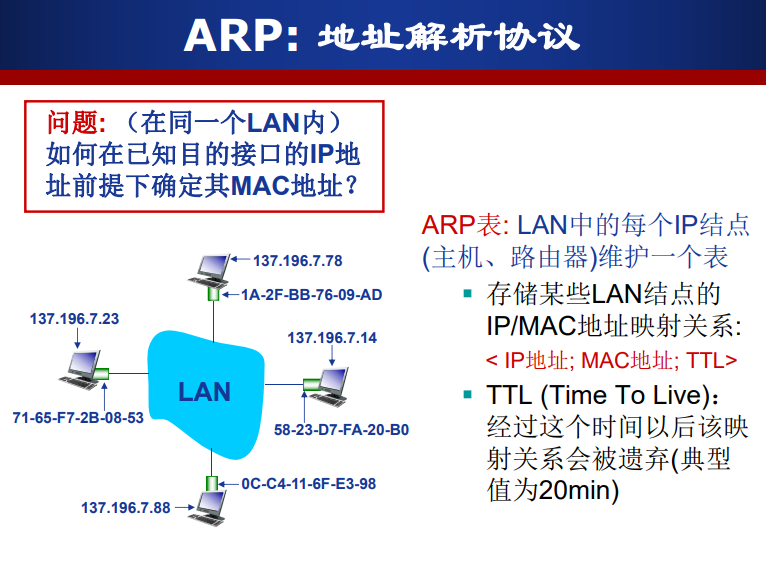 ARP: 地址解析协议
问题: （在同一个LAN内）
如何在已知目的接口的IP地
址前提下确定其MAC地址？
ARP表: LAN中的每个IP结点
(主机、路由器)维护一个表
存储某些LAN结点的
IP/MAC地址映射关系:
< IP地址; MAC地址; TTL>
TTL (Time To Live)：
经过这个时间以后该映
射关系会被遗弃(典型
值为20min)
137.196.7.78
1A-2F-BB-76-09-AD
137.196.7.23
137.196.7.14
LAN
71-65-F7-2B-08-53
58-23-D7-FA-20-B0
0C-C4-11-6F-E3-98
137.196.7.88